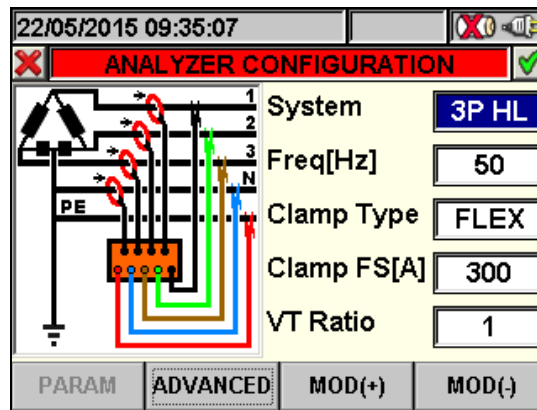 22/05/2015 09:35:07
ANALYZER CONFIGURATION
1
2
3
N
PE
System 3P HL
Freq[Hz] 50
Clamp Type FLEX
Clamp FS[A] 300
VT Ratio 1
PARAM ADVANCED MOD(+) MOD(-)